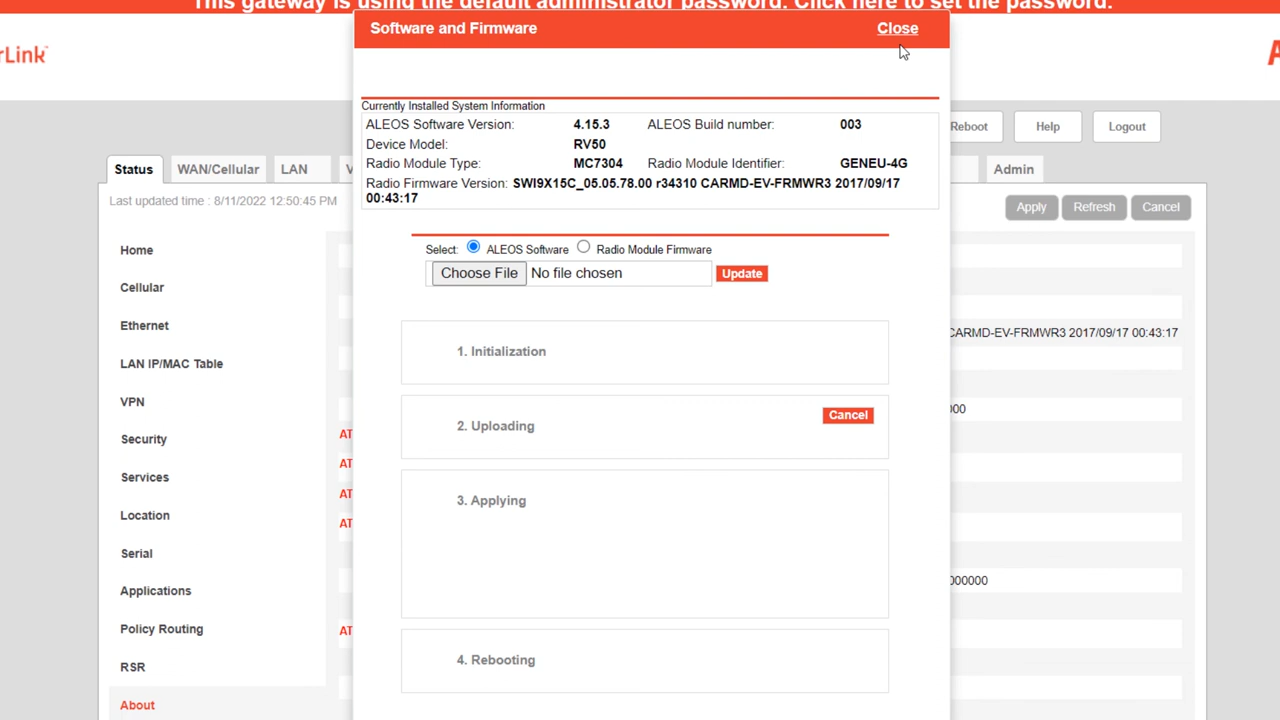 This gateway is using the default administrator password. Click here to set the password.
Software and Firmware Close
rLink
Currently Installed System Information
ALEOS Software Version: 4.15.3 ALEOS Build number: 003
Device Model: RV50
Radio Module Type: MC7304 Radio Module Identifier: GENEU-4G
Radio Firmware Version: SWI9X15C_05.05.78.00 r34310 CARMD-EV-FRMWR3 2017/09/17
00:43:17
Reboot Help Logout
Status WAN/Cellular LAN V Admin
Last updated time : 8/11/2022 12:50:45 PM
Apply Refresh Cancel
Select: ALEOS Software Radio Module Firmware
Choose File No file chosen Update
Home
Cellular
Ethernet
LAN IP/MAC Table
VPN
Security
Services
Location
Serial
Applications
Policy Routing
RSR
About
AT
AT
AT
AT
AT
1. Initialization
2. Uploading Cancel
3. Applying
4. Rebooting
CARMD-EV-FRMWR3 2017/09/17 00:43:17
000
000000